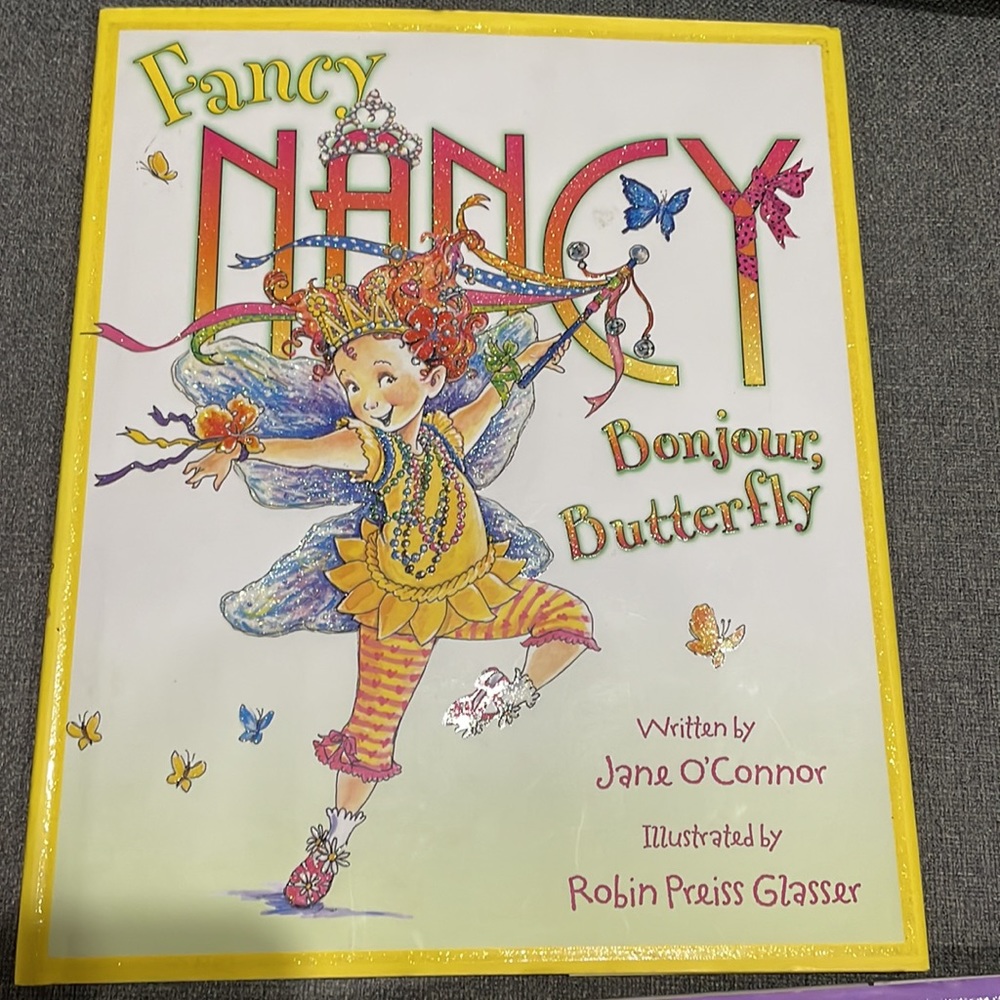 Fancy
NANCY
Bonjour,
Butterfly
Written by
Jane O'Connor
Illustrated by
Robin Preiss Glasser